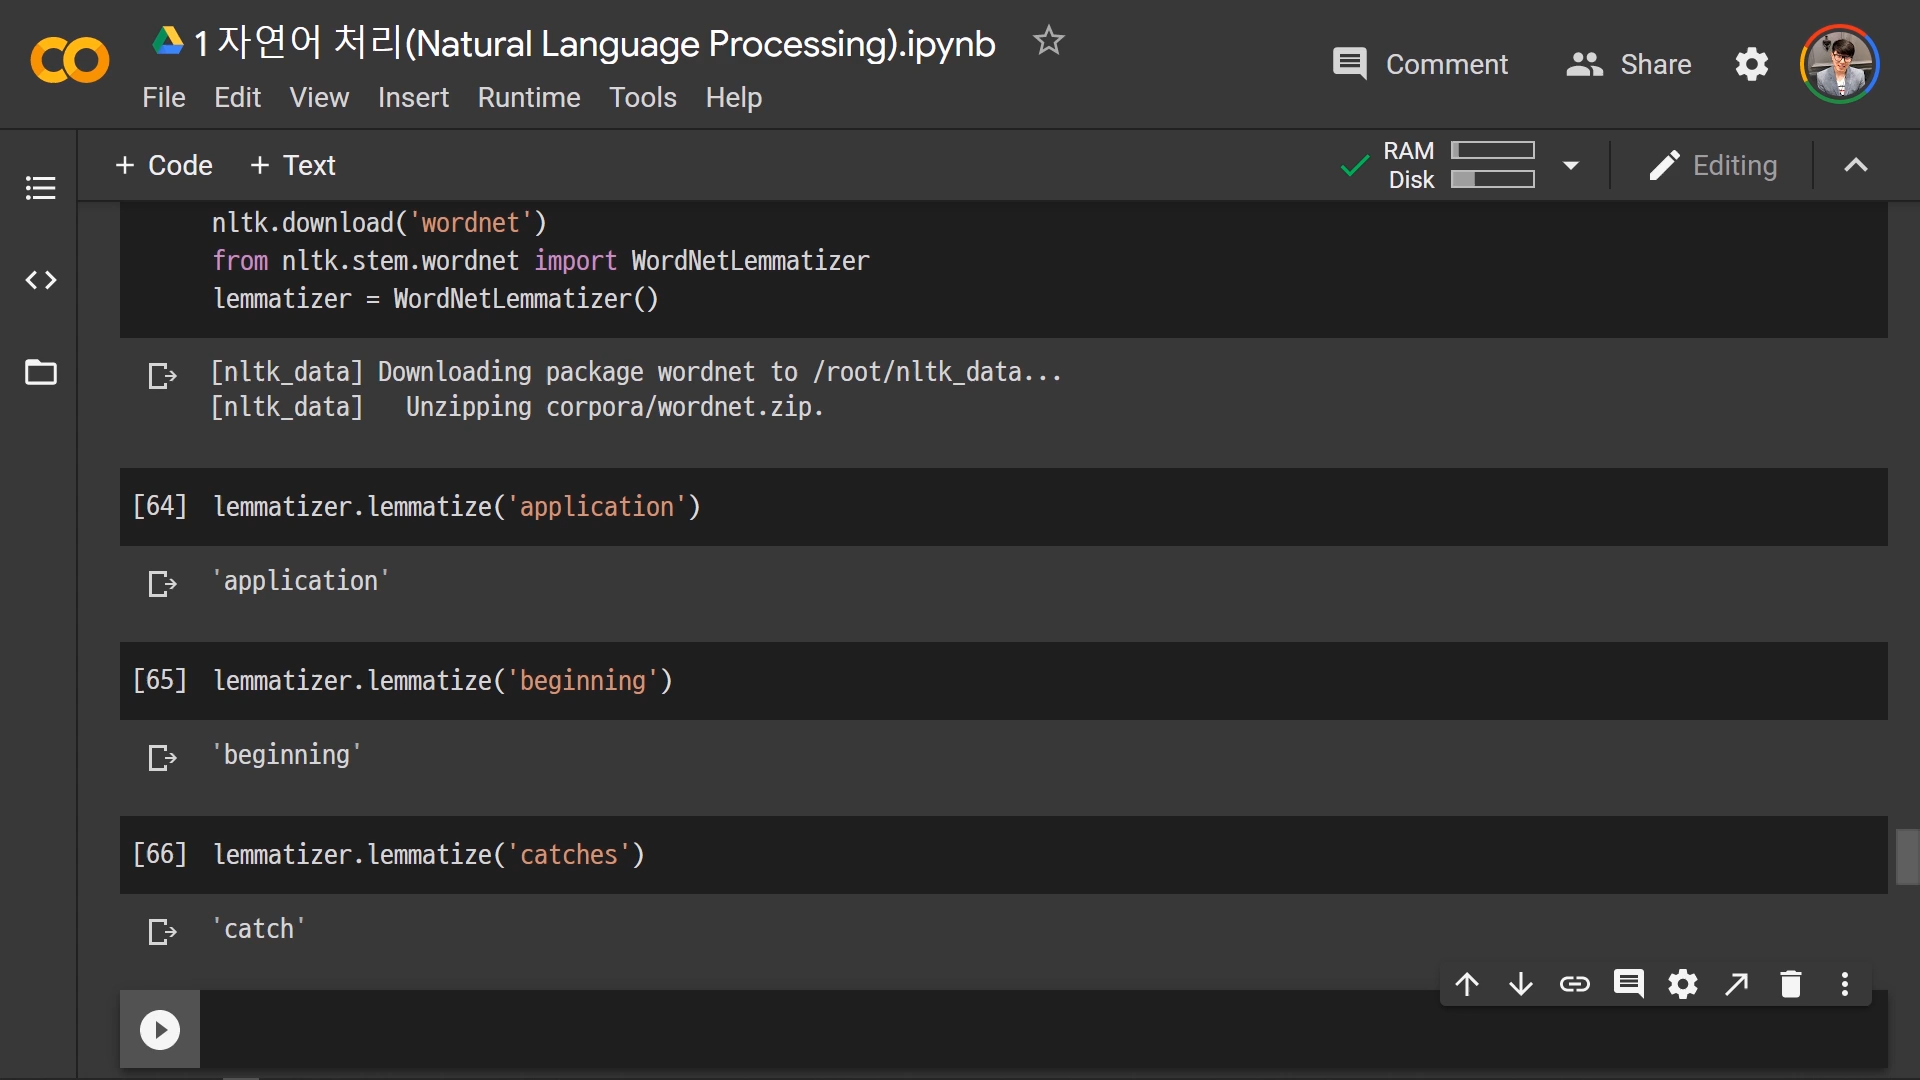 1 자연어 처리(Natural Language Processing).ipynb
Comment
Share
File Edit View Insert Runtime Tools Help
+ Code + Text
RAM
Disk
Editing
nltk.download('wordnet')
from nltk.stem.wordnet import WordNetLemmatizer
lemmatizer = WordNetLemmatizer()
[nltk_data] Downloading package wordnet to /root/nltk_data...
[nltk_data]   Unzipping corpora/wordnet.zip.
[64] lemmatizer.lemmatize('application')
'application'
[65] lemmatizer.lemmatize('beginning')
'beginning'
[66] lemmatizer.lemmatize('catches')
'catch'